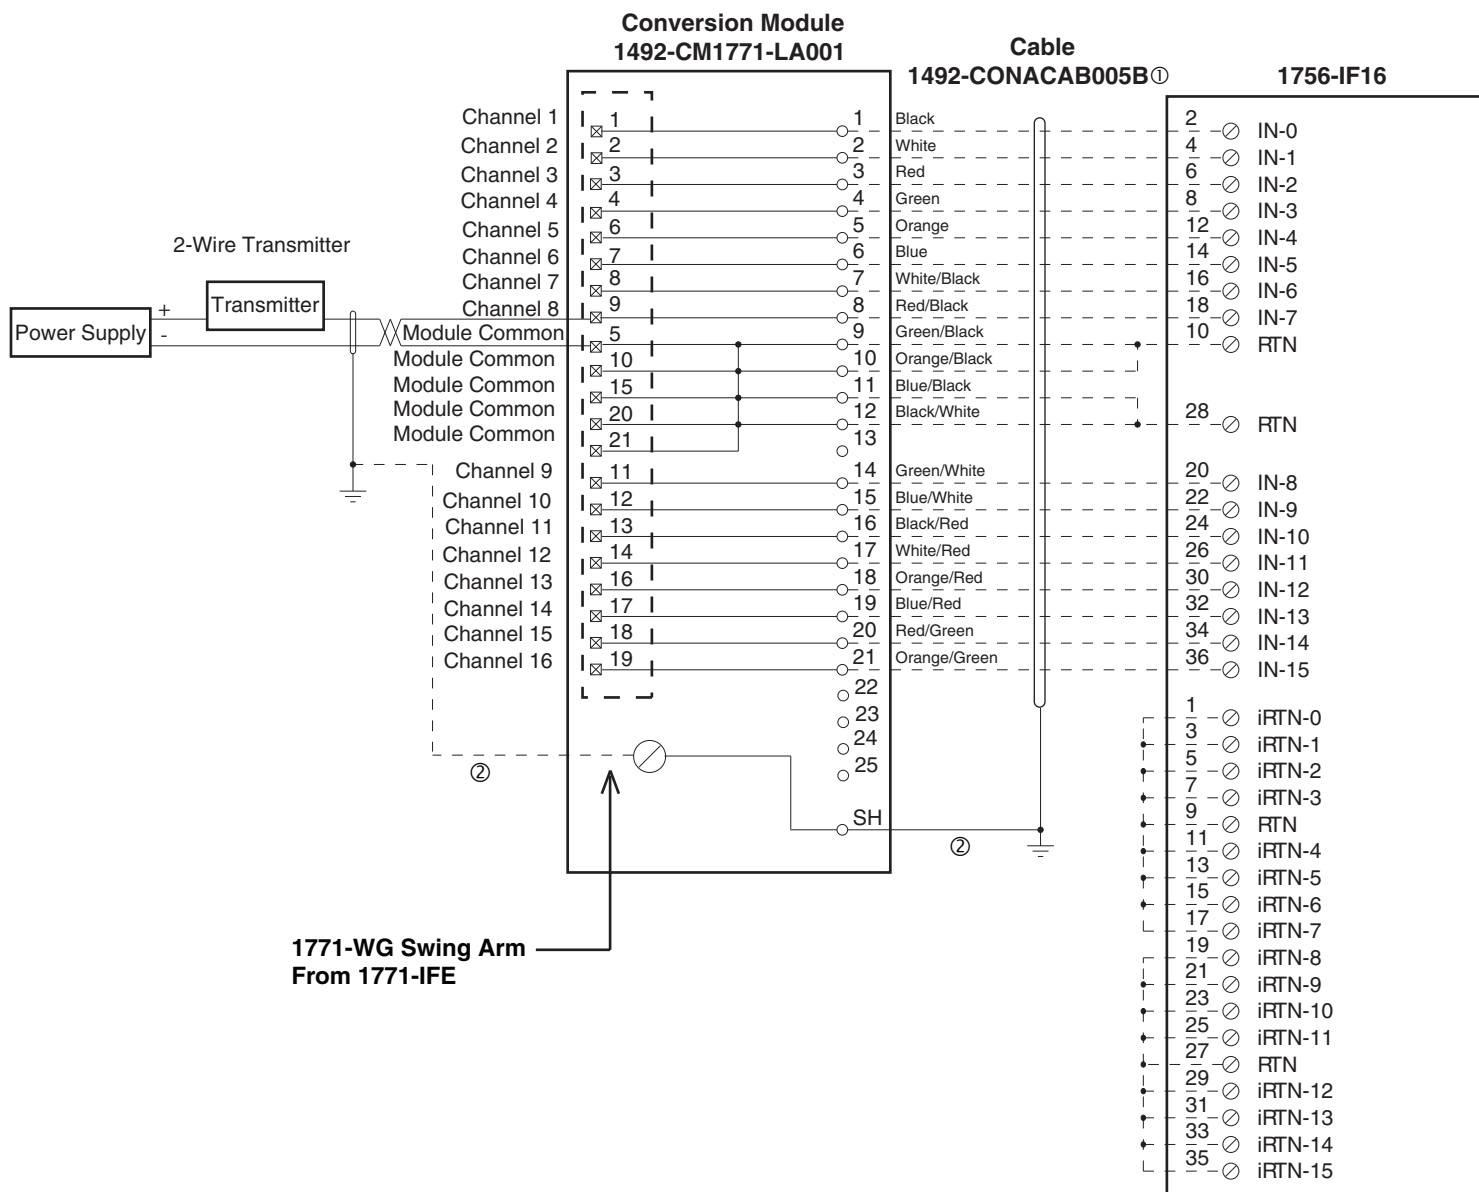 Conversion Module
1492-CM1771-LA001
Cable
1492-CONACAB005B①
1756-IF16
Channel 1 1 1 Black 2 IN-0
Channel 2 2 2 White 4 IN-1
Channel 3 3 3 Red 6 IN-2
Channel 4 4 4 Green 8 IN-3
Channel 5 6 5 Orange 12 IN-4
Channel 6 7 6 Blue 14 IN-5
Channel 7 8 7 White/Black 16 IN-6
Channel 8 9 8 Red/Black 18 IN-7
2-Wire Transmitter
Transmitter
Power Supply
+
-
Module Common 5 9 Green/Black 10 RTN
Module Common 10 10 Orange/Black
Module Common 15 11 Blue/Black
Module Common 20 12 Black/White 28 RTN
Module Common 21 13
Channel 9 11 14 Green/White 20 IN-8
Channel 10 12 15 Blue/White 22 IN-9
Channel 11 13 16 Black/Red 24 IN-10
Channel 12 14 17 White/Red 26 IN-11
Channel 13 16 18 Orange/Red 30 IN-12
Channel 14 17 19 Blue/Red 32 IN-13
Channel 15 18 20 Red/Green 34 IN-14
Channel 16 19 21 Orange/Green 36 IN-15
22
23
24
25
SH
②
②
1 iRTN-0
3 iRTN-1
5 iRTN-2
7 iRTN-3
9 RTN
11 iRTN-4
13 iRTN-5
15 iRTN-6
17 iRTN-7
19 iRTN-8
21 iRTN-9
23 iRTN-10
25 iRTN-11
27 RTN
29 iRTN-12
31 iRTN-13
33 iRTN-14
35 iRTN-15
1771-WG Swing Arm
From 1771-IFE